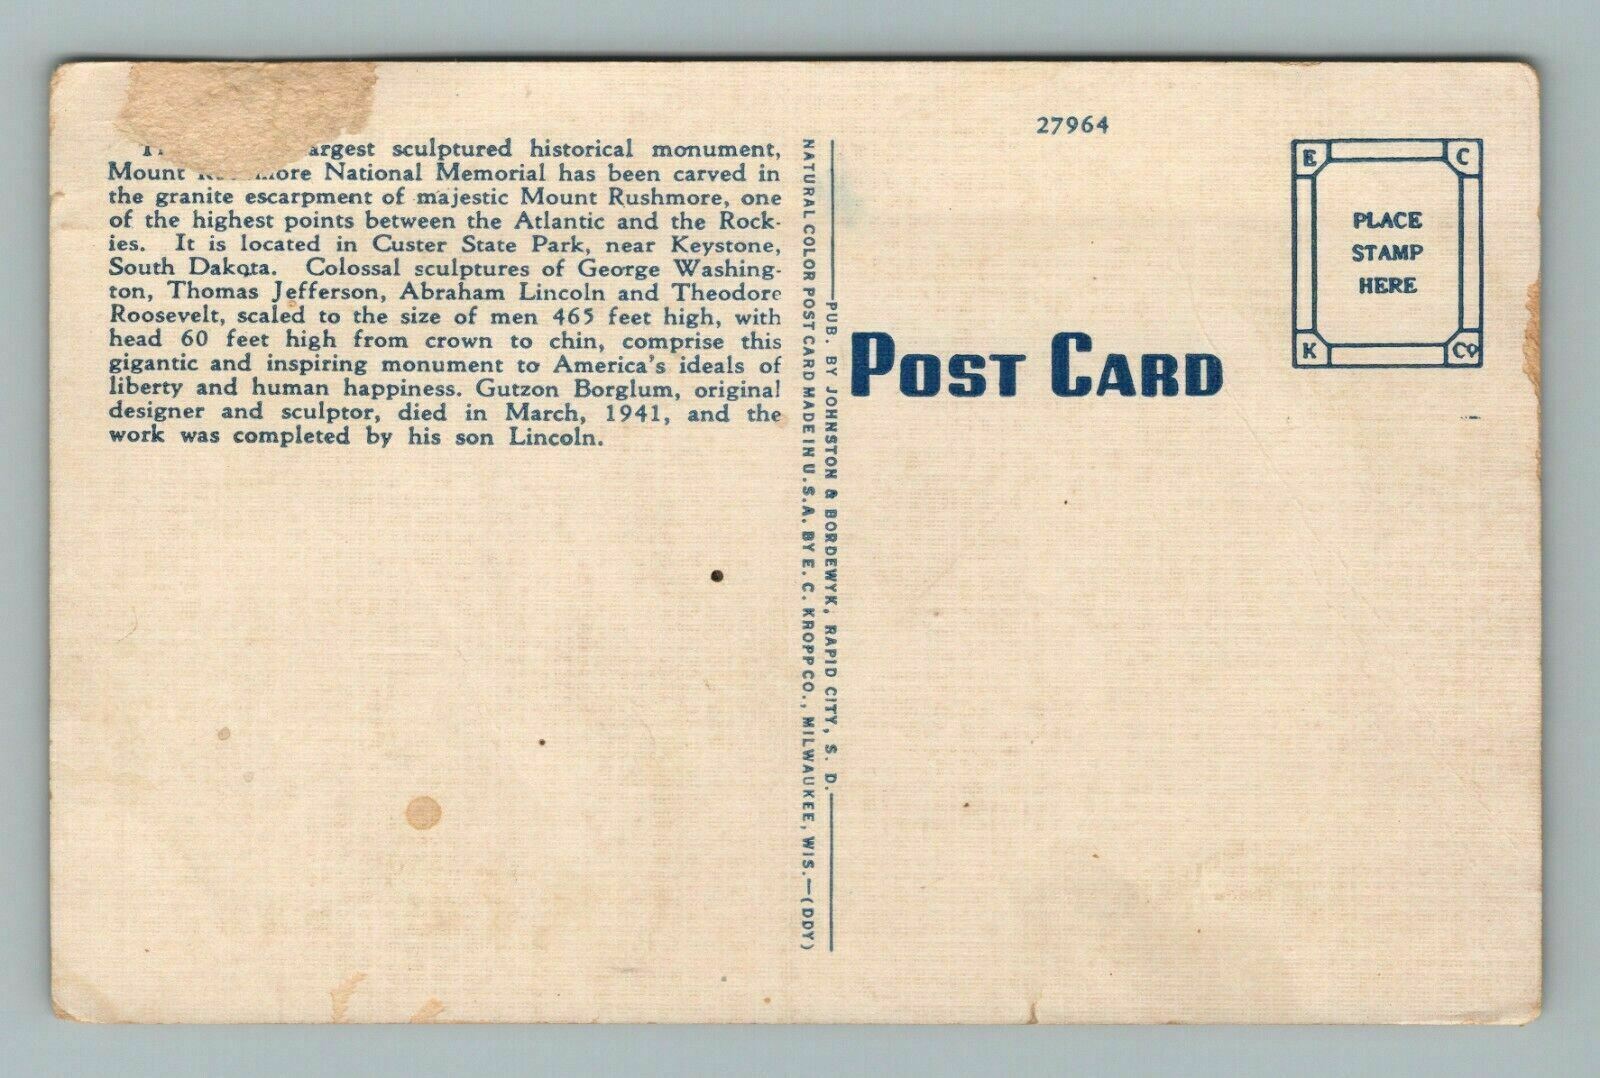 argest sculptured historical monument,
Mount more National Memorial has been carved in
the granite escarpment of majestic Mount Rushmore, one
of the highest points between the Atlantic and the Rock-
ies. It is located in Custer State Park, near Keystone,
South Dakota. Colossal sculptures of George Washing-
ton, Thomas Jefferson, Abraham Lincoln and Theodore
Roosevelt, scaled to the size of men 465 feet high, with
head 60 feet high from crown to chin, comprise this
gigantic and inspiring monument to America's ideals of
liberty and human happiness. Gutzon Borglum, original
designer and sculptor, died in March, 1941, and the
work was completed by his son Lincoln.
NATURAL COLOR POST CARD MADE IN U.S.A. BY E. C. KROPP CO., MILWAUKEE, WIS.—(DDY)
PUB. BY JOHNSTON & BORDEWYK, RAPID CITY, S. D.
27964
POST CARD
E C
PLACE
STAMP
HERE
K Co